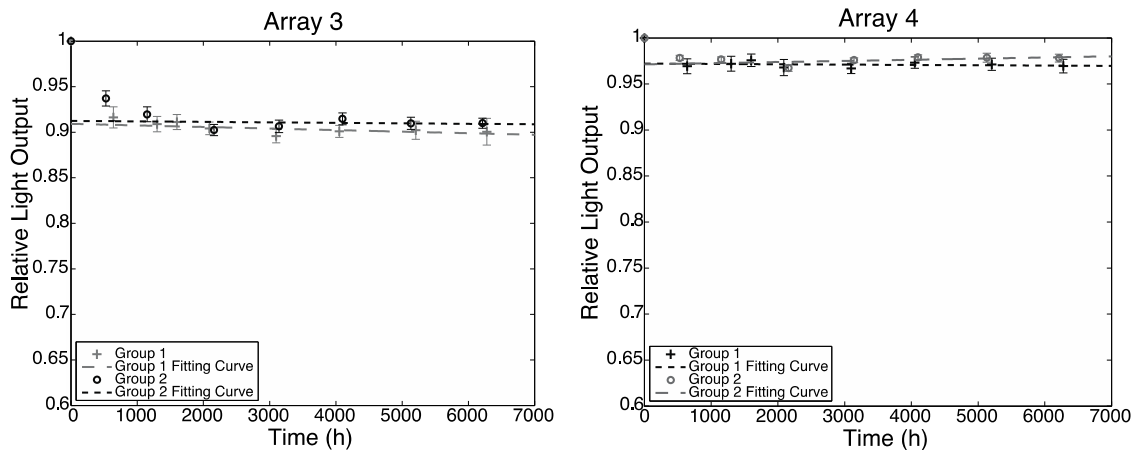 Array 3
Relative Light Output
1
0.95
0.9
0.85
0.8
0.75
0.7
0.65
0.6
Group 1
Group 1 Fitting Curve
Group 2
Group 2 Fitting Curve
0 1000 2000 3000 4000 5000 6000 7000
Time (h)
Array 4
Relative Light Output
1
0.95
0.9
0.85
0.8
0.75
0.7
0.65
0.6
Group 1
Group 1 Fitting Curve
Group 2
Group 2 Fitting Curve
0 1000 2000 3000 4000 5000 6000 7000
Time (h)